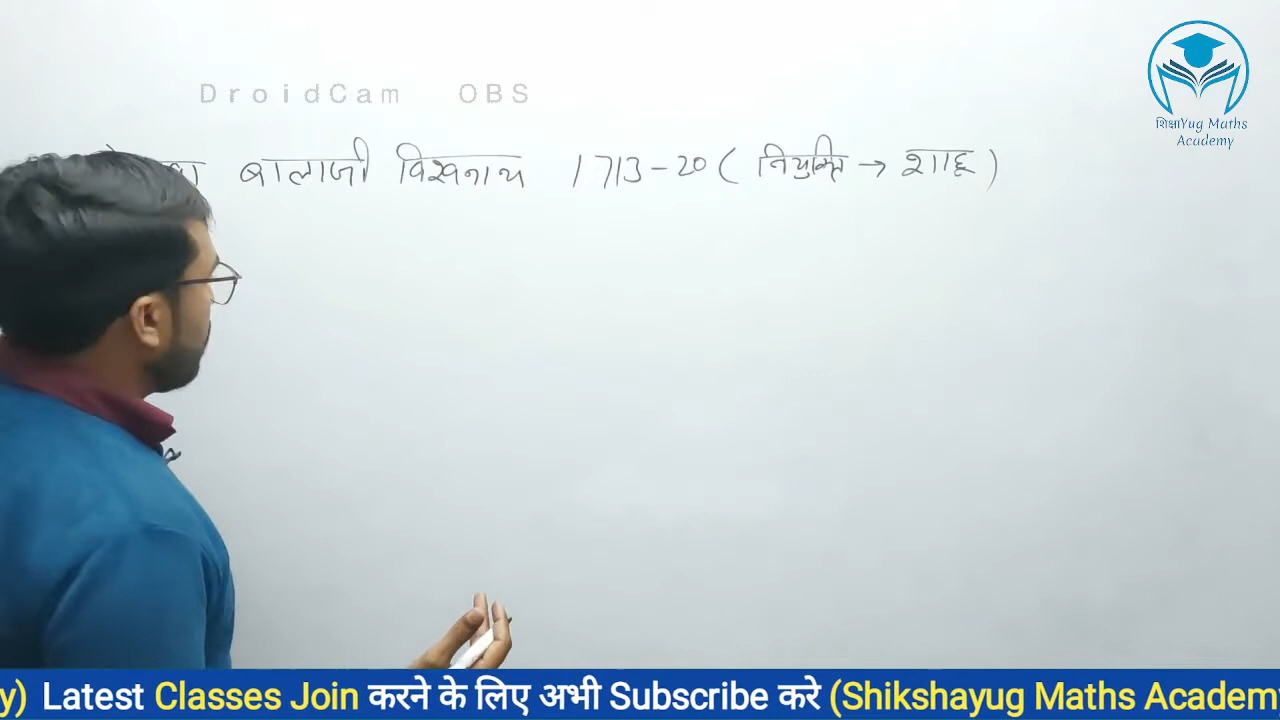 DroidCam OBS
शिक्षाYug Maths
Academy
बालाजी विश्वनाथ 1713-20 ( नियुक्ति → शाहू )
y) Latest Classes Join करने के लिए अभी Subscribe करे (Shikshayug Maths Academ